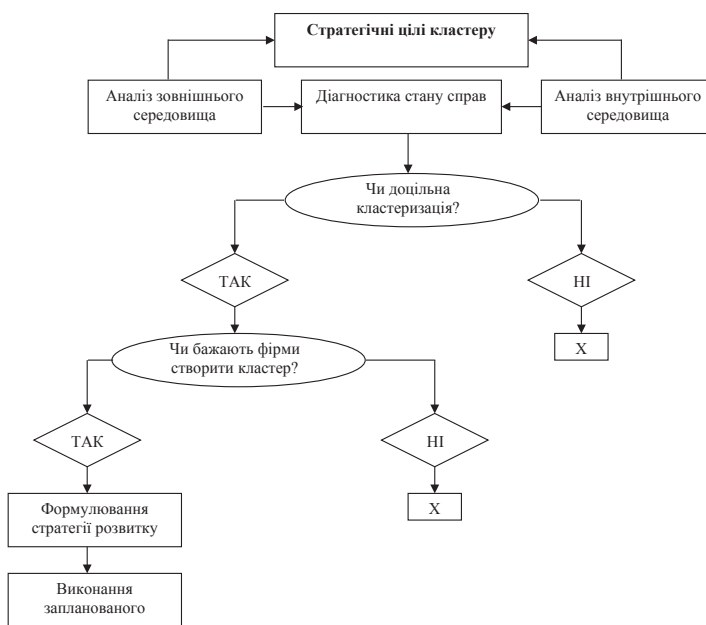 Стратегічні цілі кластеру
Аналіз зовнішнього
середовища
Діагностика стану справ
Аналіз внутрішнього
середовища
Чи доцільна
кластеризація?
ТАК
НІ
Чи бажають фірми
створити кластер?
X
ТАК
НІ
Формулювання
стратегії розвитку
X
Виконання
запланованого